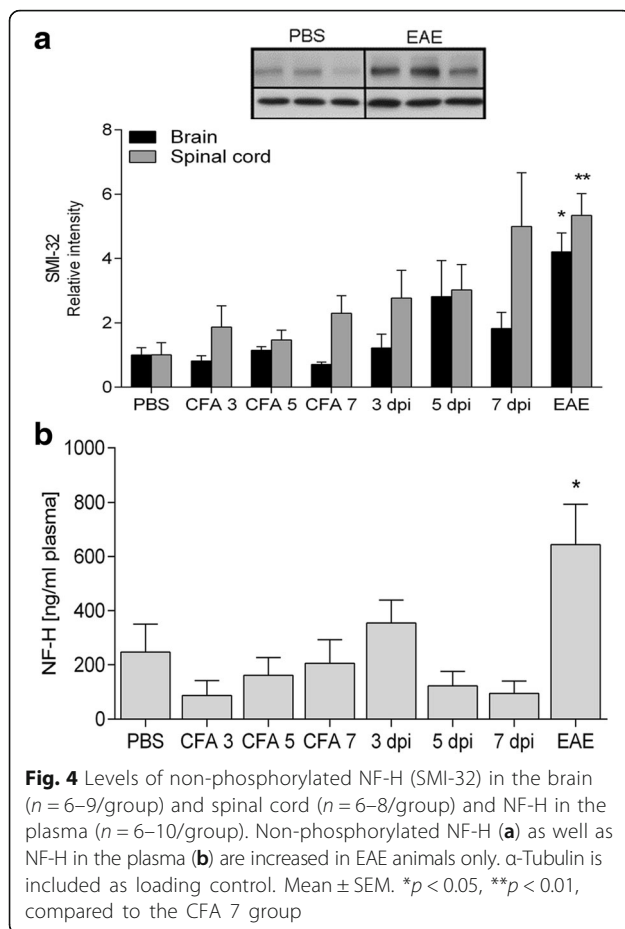 a
PBS EAE
Brain
Spinal cord
SMI-32
Relative intensity
8
6
4
2
0
* **
PBS CFA 3 CFA 5 CFA 7 3 dpi 5 dpi 7 dpi EAE
b
NF-H [ng/ml plasma]
1000
800
600
400
200
0
*
PBS CFA 3 CFA 5 CFA 7 3 dpi 5 dpi 7 dpi EAE
Fig. 4 Levels of non-phosphorylated NF-H (SMI-32) in the brain
(n = 6–9/group) and spinal cord (n = 6–8/group) and NF-H in the
plasma (n = 6–10/group). Non-phosphorylated NF-H (a) as well as
NF-H in the plasma (b) are increased in EAE animals only. α-Tubulin is
included as loading control. Mean ± SEM. *p < 0.05, **p < 0.01,
compared to the CFA 7 group